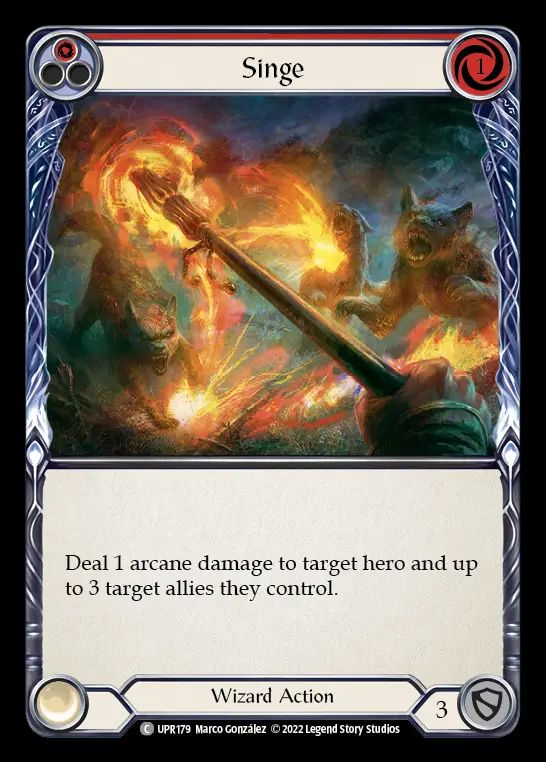 Singe
1
Deal 1 arcane damage to target hero and up
to 3 target allies they control.
Wizard Action
3
C UPR179 Marco González © 2022 Legend Story Studios